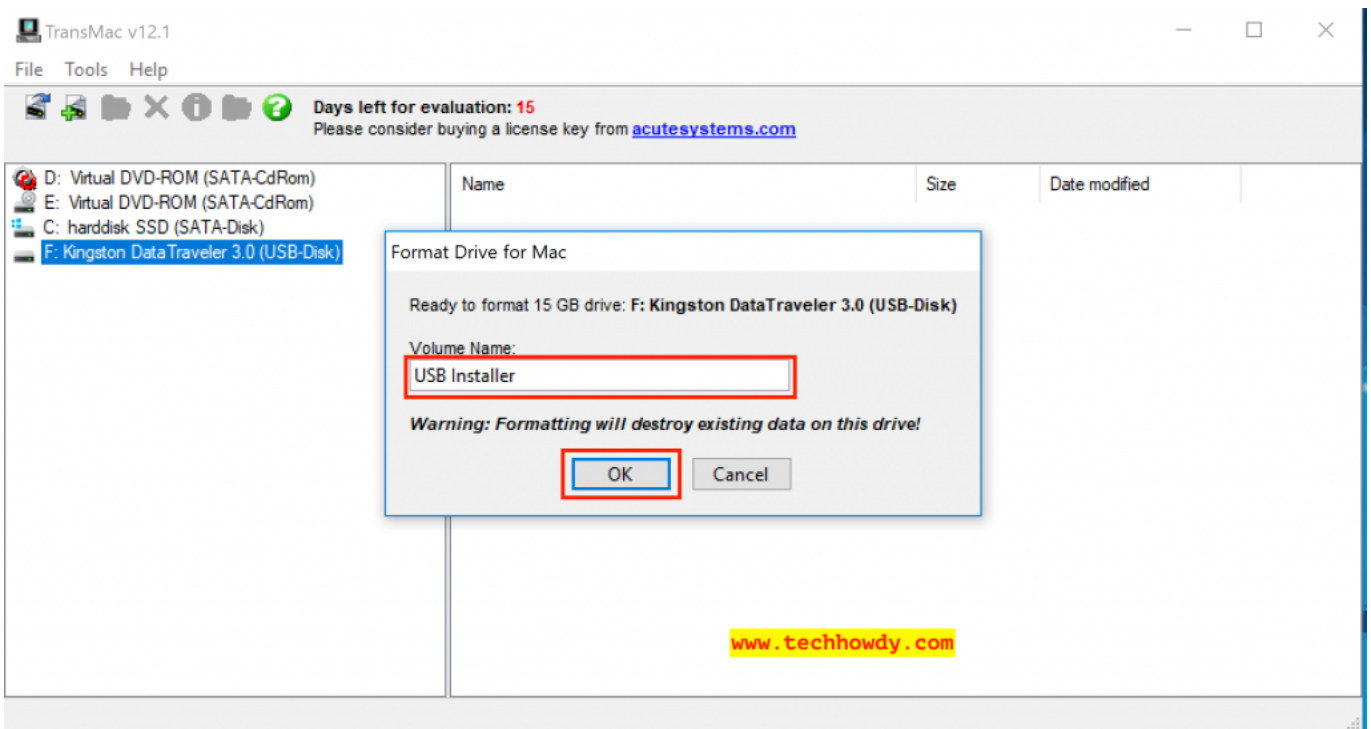 TransMac v12.1
File Tools Help
Days left for evaluation: 15
Please consider buying a license key from acutesystems.com
D: Virtual DVD-ROM (SATA-CdRom)
E: Virtual DVD-ROM (SATA-CdRom)
C: harddisk SSD (SATA-Disk)
F: Kingston DataTraveler 3.0 (USB-Disk)
Name Size Date modified
Format Drive for Mac
Ready to format 15 GB drive: F: Kingston DataTraveler 3.0 (USB-Disk)
Volume Name:
USB Installer
Warning: Formatting will destroy existing data on this drive!
OK Cancel
www.techhowdy.com